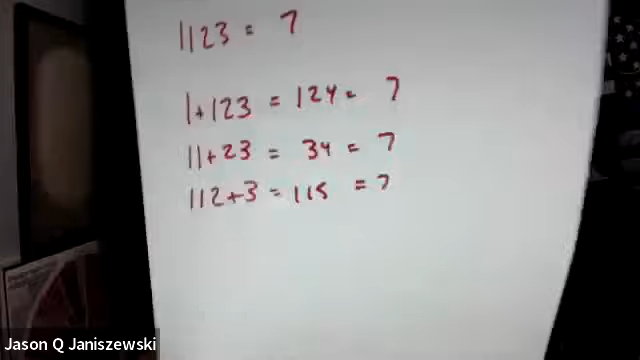 1123 = 7
1+123 = 124 = 7
11+23 = 34 = 7
112+3 = 115 = 7
Jason Q Janiszewski